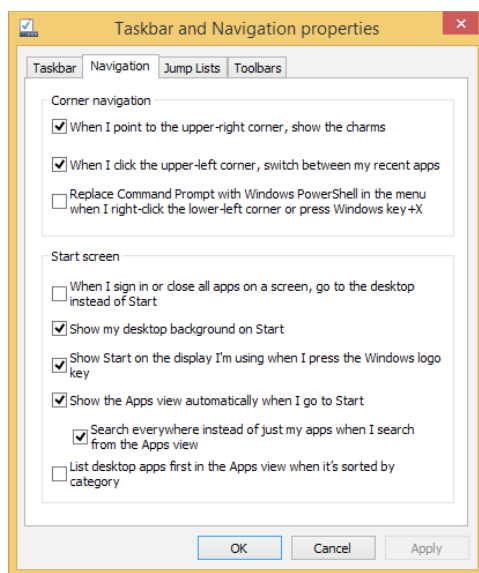 Taskbar and Navigation properties
Taskbar Navigation Jump Lists Toolbars
Corner navigation
When I point to the upper-right corner, show the charms
When I click the upper-left corner, switch between my recent apps
Replace Command Prompt with Windows PowerShell in the menu
when I right-click the lower-left corner or press Windows key+X
Start screen
When I sign in or close all apps on a screen, go to the desktop
instead of Start
Show my desktop background on Start
Show Start on the display I'm using when I press the Windows logo
key
Show the Apps view automatically when I go to Start
Search everywhere instead of just my apps when I search
from the Apps view
List desktop apps first in the Apps view when it's sorted by
category
OK Cancel Apply